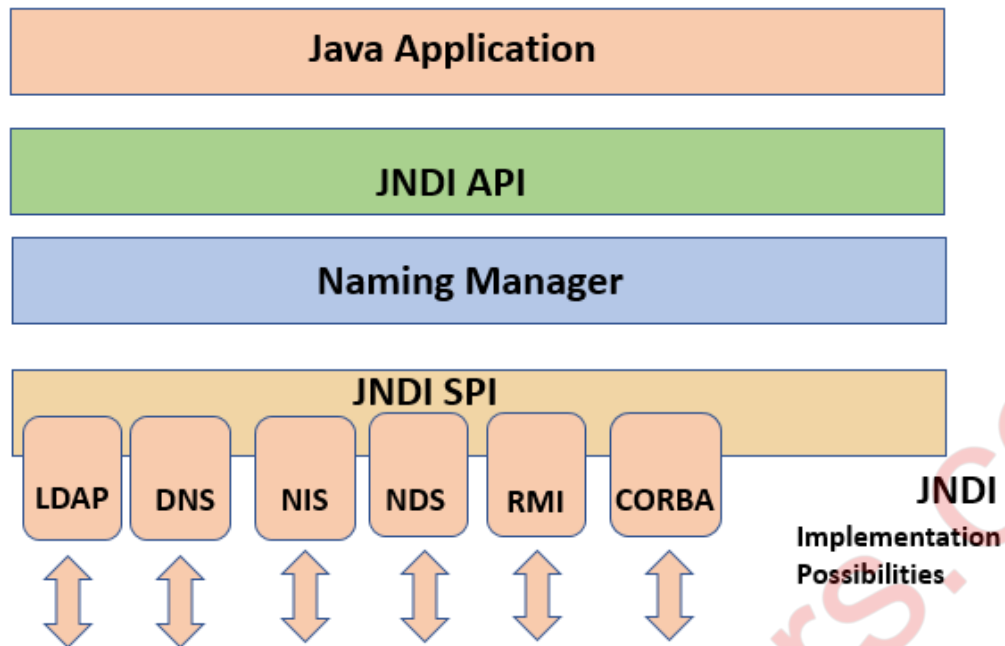 Java Application
JNDI API
Naming Manager
JNDI SPI
LDAP
DNS
NIS
NDS
RMI
CORBA
JNDI
Implementation
Possibilities